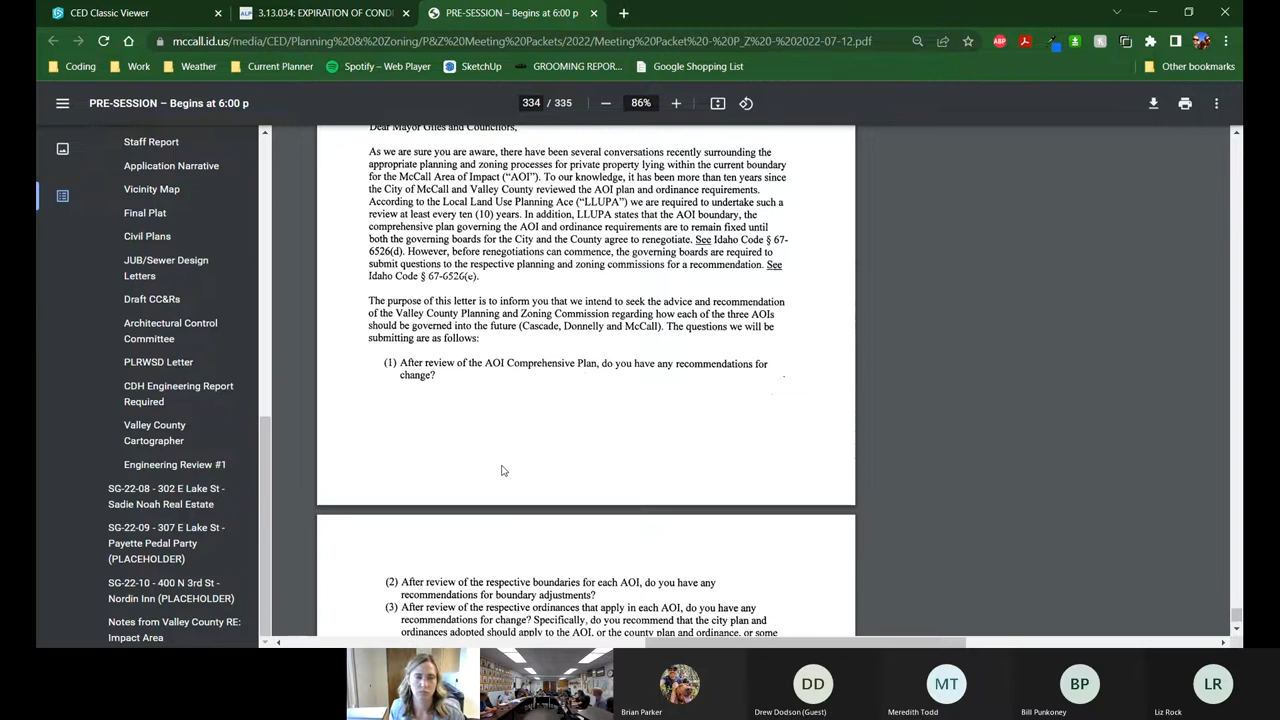 CED Classic Viewer
3.13.034: EXPIRATION OF COND
PRE-SESSION – Begins at 6:00 p
mccall.id.us/media/CED/Planning%20&%20Zoning/P&Z%20Meeting%20Packets/2022/Meeting%20Packet%20-%20P_Z%20-%202022-07-12.pdf
Coding
Work
Weather
Current Planner
Spotify – Web Player
SketchUp
GROOMING REPOR...
Google Shopping List
Other bookmarks
PRE-SESSION – Begins at 6:00 p
334 / 335
86%
Staff Report
Application Narrative
Vicinity Map
Final Plat
Civil Plans
JUB/Sewer Design
Letters
Draft CC&Rs
Architectural Control
Committee
PLRWSD Letter
CDH Engineering Report
Required
Valley County
Cartographer
Engineering Review #1
SG-22-08 - 302 E Lake St -
Sadie Noah Real Estate
SG-22-09 - 307 E Lake St -
Payette Pedal Party
(PLACEHOLDER)
SG-22-10 - 400 N 3rd St -
Nordin Inn (PLACEHOLDER)
Notes from Valley County RE:
Impact Area
Dear Mayor Giles and Councilors,
As we are sure you are aware, there have been several conversations recently surrounding the
appropriate planning and zoning processes for private property lying within the current boundary
for the McCall Area of Impact ("AOI"). To our knowledge, it has been more than ten years since
the City of McCall and Valley County reviewed the AOI plan and ordinance requirements.
According to the Local Land Use Planning Ace ("LLUPA") we are required to undertake such a
review at least every ten (10) years. In addition, LLUPA states that the AOI boundary, the
comprehensive plan governing the AOI and ordinance requirements are to remain fixed until
both the governing boards for the City and the County agree to renegotiate. See Idaho Code § 67-
6526(d). However, before renegotiations can commence, the governing boards are required to
submit questions to the respective planning and zoning commissions for a recommendation. See
Idaho Code § 67-6526(e).
The purpose of this letter is to inform you that we intend to seek the advice and recommendation
of the Valley County Planning and Zoning Commission regarding how each of the three AOIs
should be governed into the future (Cascade, Donnelly and McCall). The questions we will be
submitting are as follows:
(1) After review of the AOI Comprehensive Plan, do you have any recommendations for
change?
(2) After review of the respective boundaries for each AOI, do you have any
recommendations for boundary adjustments?
(3) After review of the respective ordinances that apply in each AOI, do you have any
recommendations for change? Specifically, do you recommend that the city plan and
ordinances adopted should apply to the AOI, or the county plan and ordinance, or some
DD
MT
BP
LR
Brian Parker
Drew Dodson (Guest)
Meredith Todd
Bill Punkoney
Liz Rock